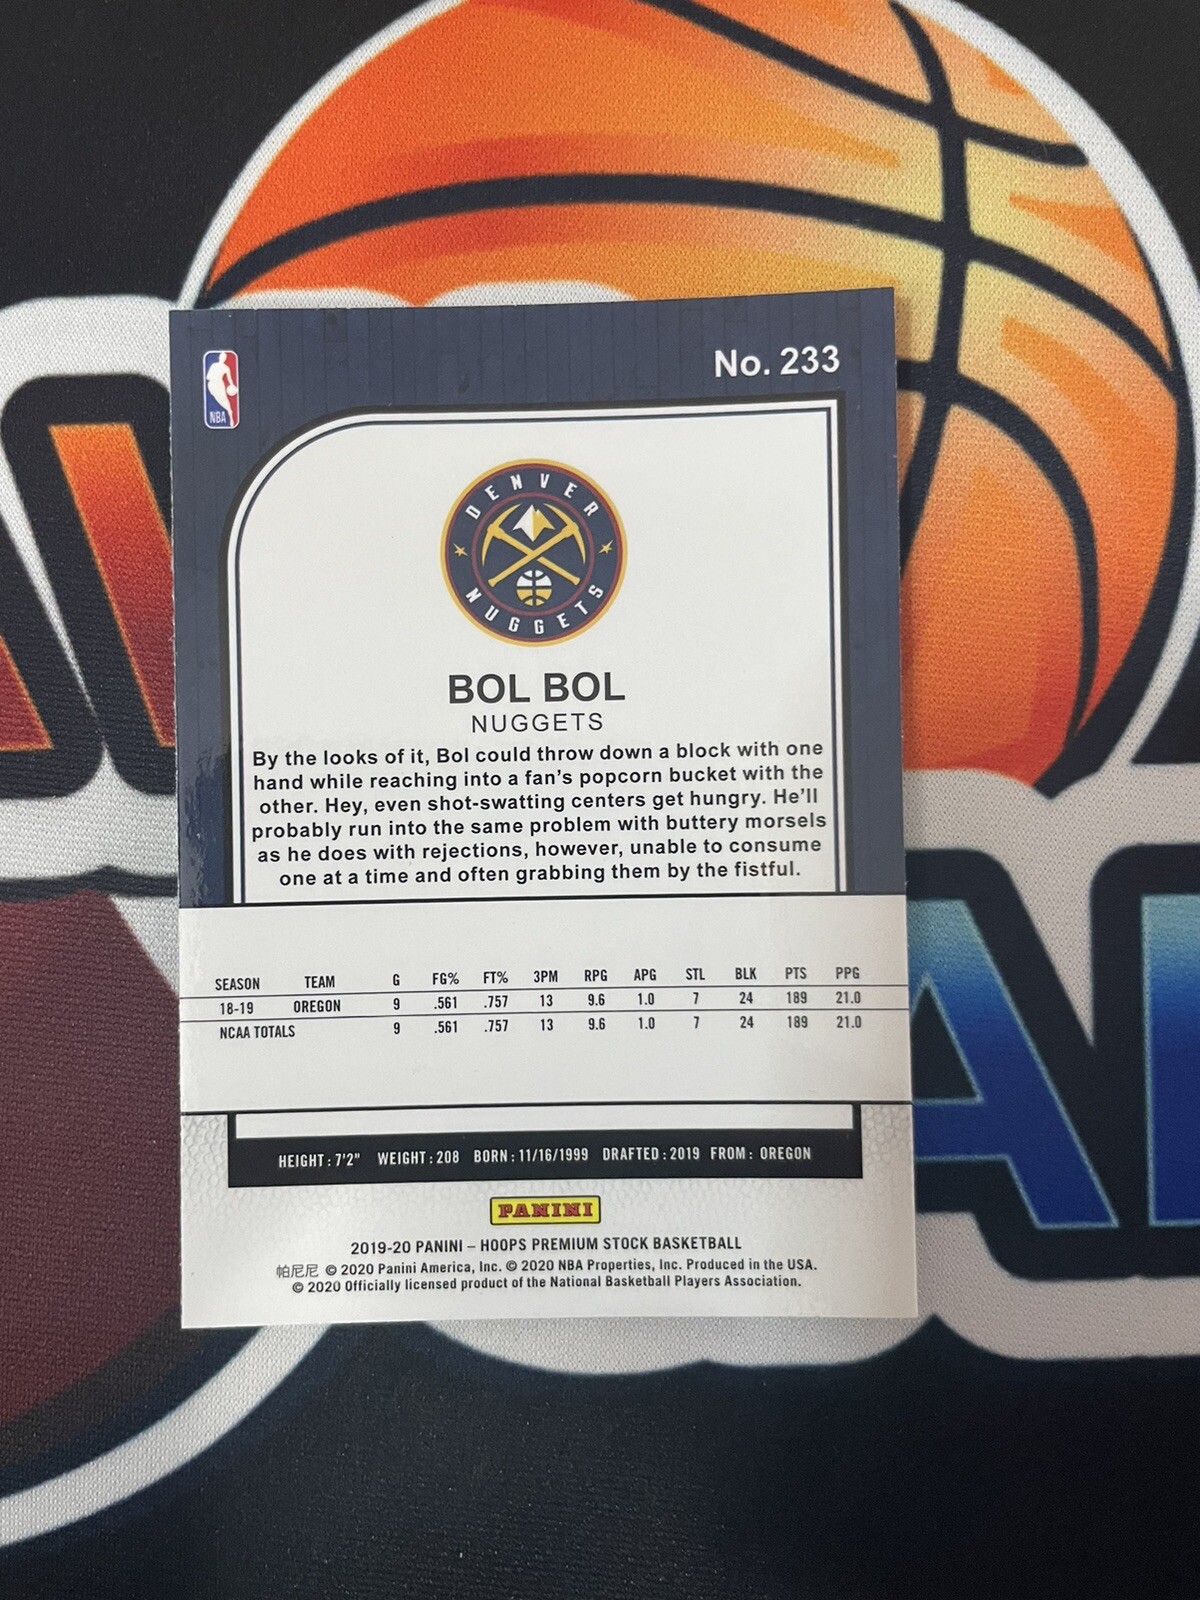 No. 233
NBA
DENVER
NUGGETS
BOL BOL
NUGGETS
By the looks of it, Bol could throw down a block with one
hand while reaching into a fan's popcorn bucket with the
other. Hey, even shot-swatting centers get hungry. He'll
probably run into the same problem with buttery morsels
as he does with rejections, however, unable to consume
one at a time and often grabbing them by the fistful.
SEASON TEAM G FG% FT% 3PM RPG APG STL BLK PTS PPG
18-19 OREGON 9 .561 .757 13 9.6 1.0 7 24 189 21.0
NCAA TOTALS 9 .561 .757 13 9.6 1.0 7 24 189 21.0
HEIGHT: 7'2" WEIGHT: 208 BORN: 11/16/1999 DRAFTED: 2019 FROM: OREGON
PANINI
2019-20 PANINI – HOOPS PREMIUM STOCK BASKETBALL
帕尼尼 © 2020 Panini America, Inc. © 2020 NBA Properties, Inc. Produced in the USA.
© 2020 Officially licensed product of the National Basketball Players Association.